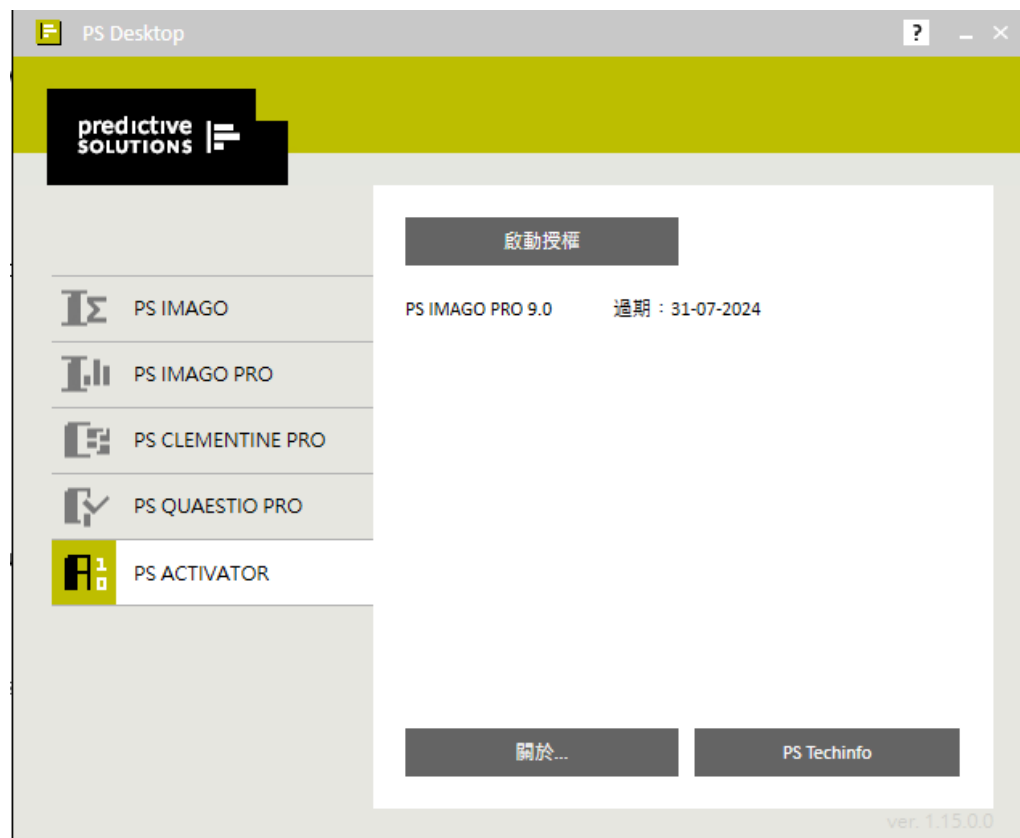 PS Desktop
?
predictive
SOLUTIONS
啟動授權
PS IMAGO PRO 9.0 過期：31-07-2024
PS IMAGO
PS IMAGO PRO
PS CLEMENTINE PRO
PS QUAESTIO PRO
PS ACTIVATOR
關於...
PS Techinfo
ver. 1.15.0.0